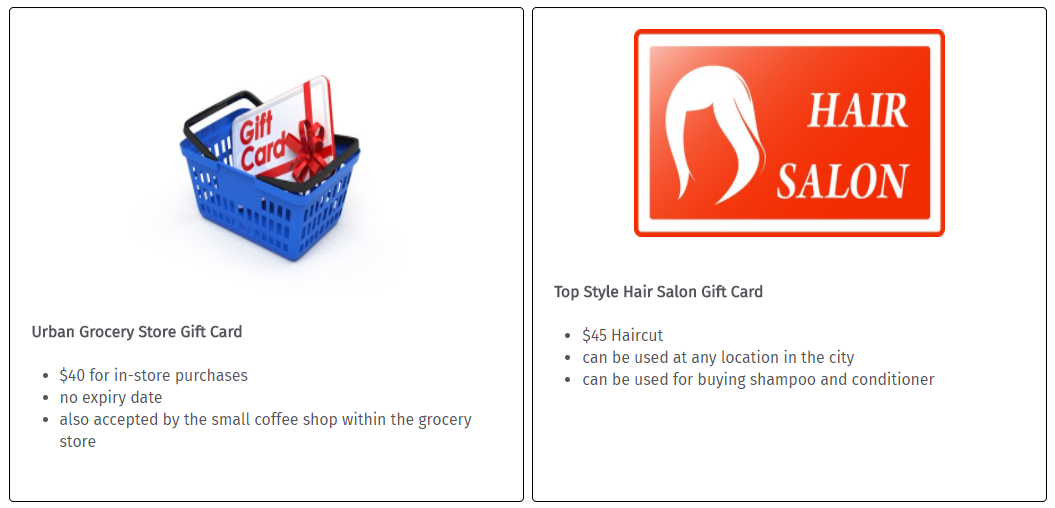 Gift
Card
Urban Grocery Store Gift Card
• $40 for in-store purchases
• no expiry date
• also accepted by the small coffee shop within the grocery
store
HAIR
SALON
Top Style Hair Salon Gift Card
• $45 Haircut
• can be used at any location in the city
• can be used for buying shampoo and conditioner